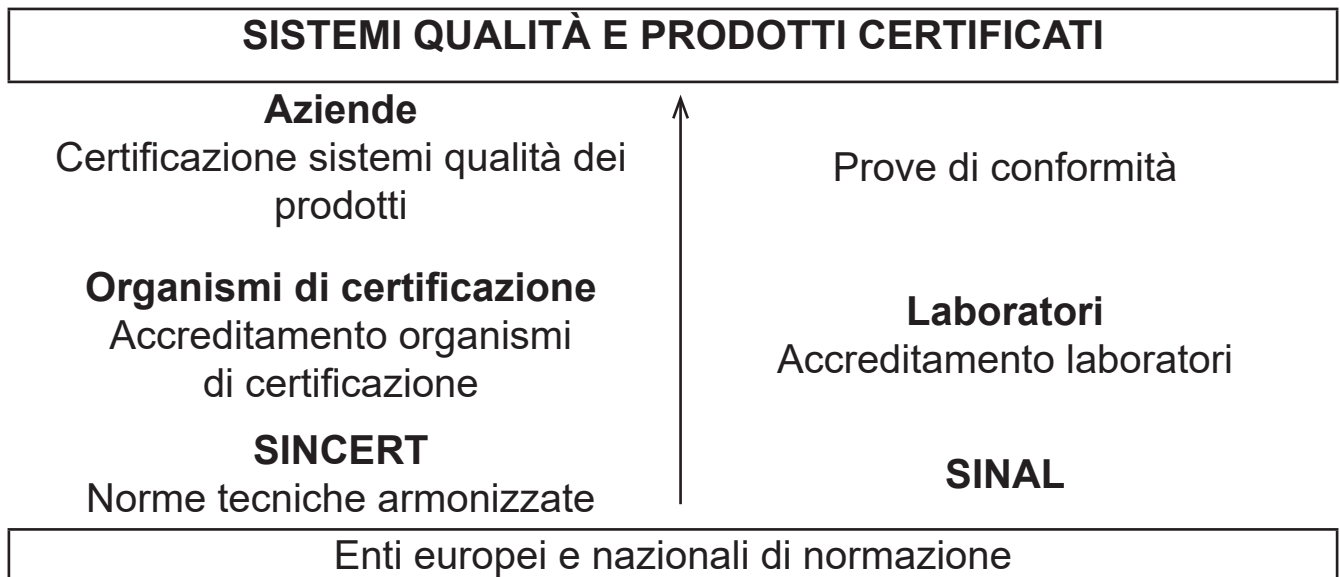 SISTEMI QUALITÀ E PRODOTTI CERTIFICATI
Aziende
Certificazione sistemi qualità dei
prodotti
Prove di conformità
Organismi di certificazione
Accreditamento organismi
di certificazione
Laboratori
Accreditamento laboratori
SINCERT
Norme tecniche armonizzate
SINAL
Enti europei e nazionali di normazione